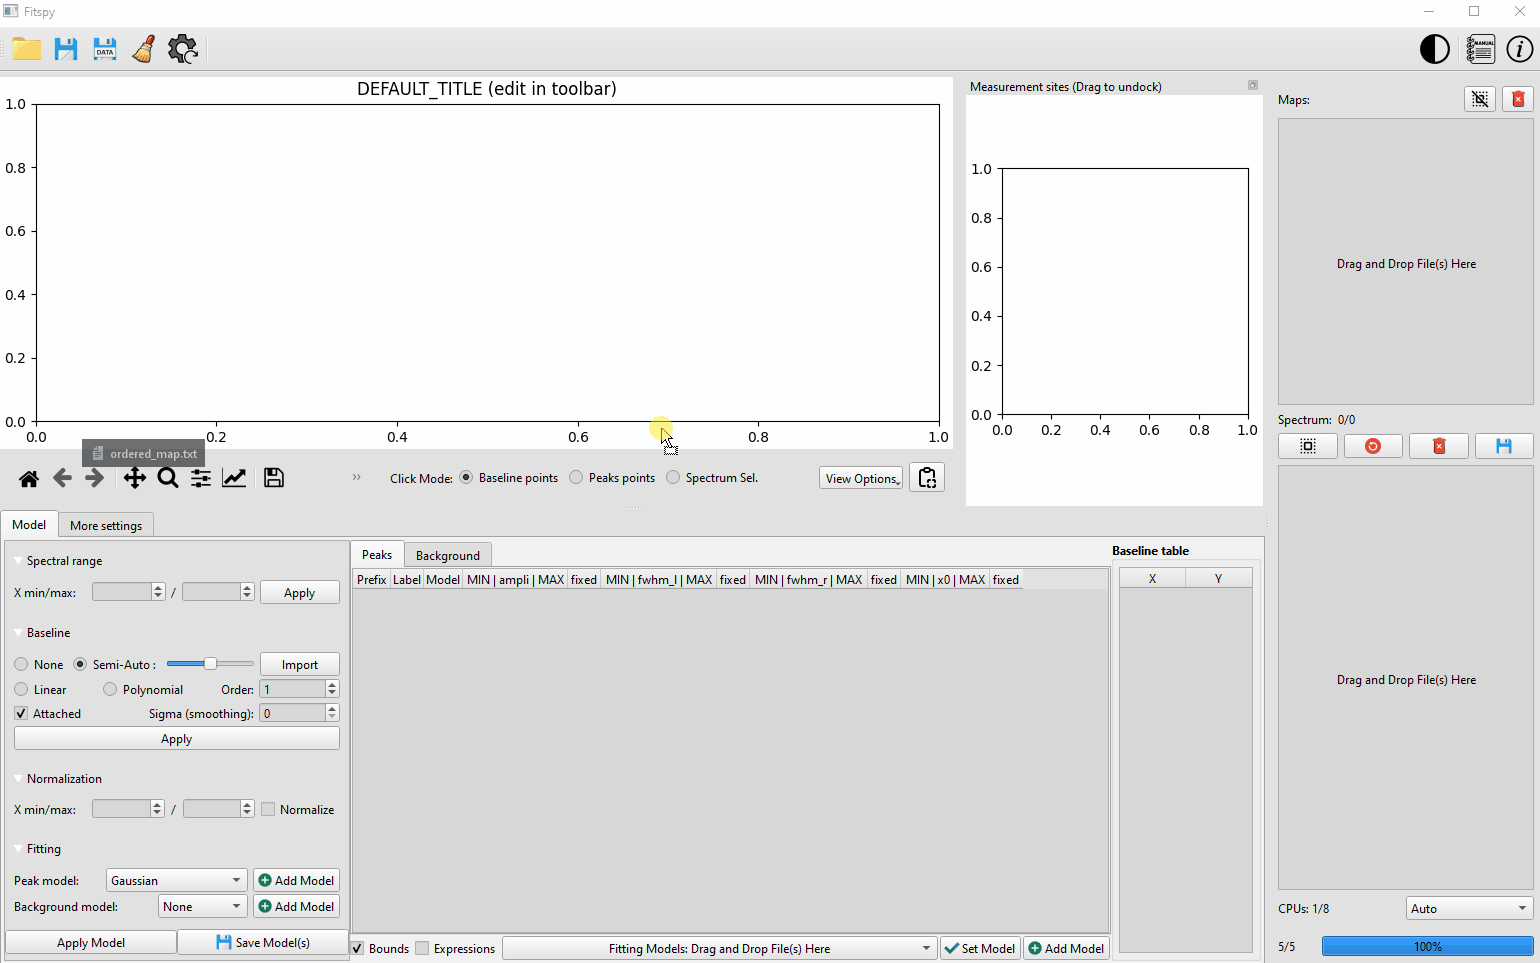 Fitspy
DATA
MANUAL
DEFAULT_TITLE (edit in toolbar)
1.0
0.8
0.6
0.4
0.2
0.0
0.0 0.2 0.4 0.6 0.8 1.0
ordered_map.txt
Measurement sites (Drag to undock)
1.0
0.8
0.6
0.4
0.2
0.0
0.0 0.2 0.4 0.6 0.8 1.0
Maps:
Drag and Drop File(s) Here
Spectrum: 0/0
Drag and Drop File(s) Here
CPUs: 1/8 Auto
5/5 100%
» Click Mode: Baseline points Peaks points Spectrum Sel. View Options
Model More settings
Spectral range
X min/max: / Apply
Baseline
None Semi-Auto : Import
Linear Polynomial Order: 1
Attached Sigma (smoothing): 0
Apply
Normalization
X min/max: / Normalize
Fitting
Peak model: Gaussian Add Model
Background model: None Add Model
Apply Model Save Model(s)
Peaks Background
Prefix Label Model MIN | ampli | MAX fixed MIN | fwhm_l | MAX fixed MIN | fwhm_r | MAX fixed MIN | x0 | MAX fixed
Bounds Expressions Fitting Models: Drag and Drop File(s) Here Set Model Add Model
Baseline table
X Y